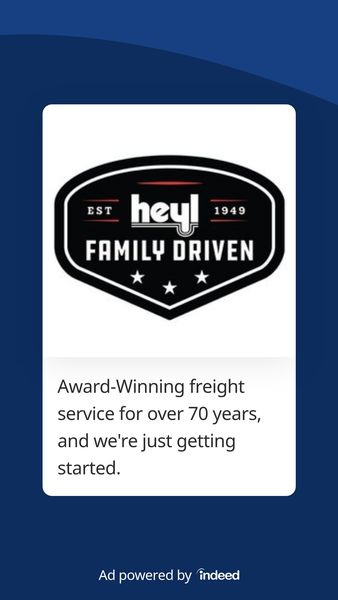 EST heyl 1949
FAMILY DRIVEN
Award-Winning freight
service for over 70 years,
and we're just getting
started.
Ad powered by indeed